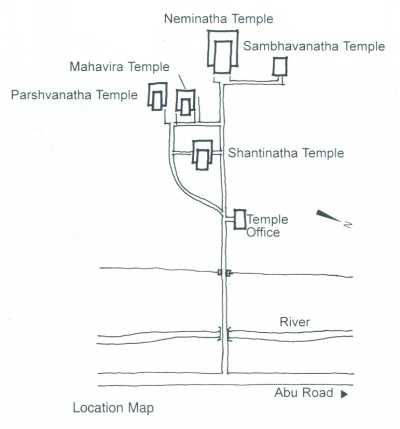 Neminatha Temple
Sambhavanatha Temple
Mahavira Temple
Parshvanatha Temple
Shantinatha Temple
Temple
Office
N
River
Abu Road
Location Map